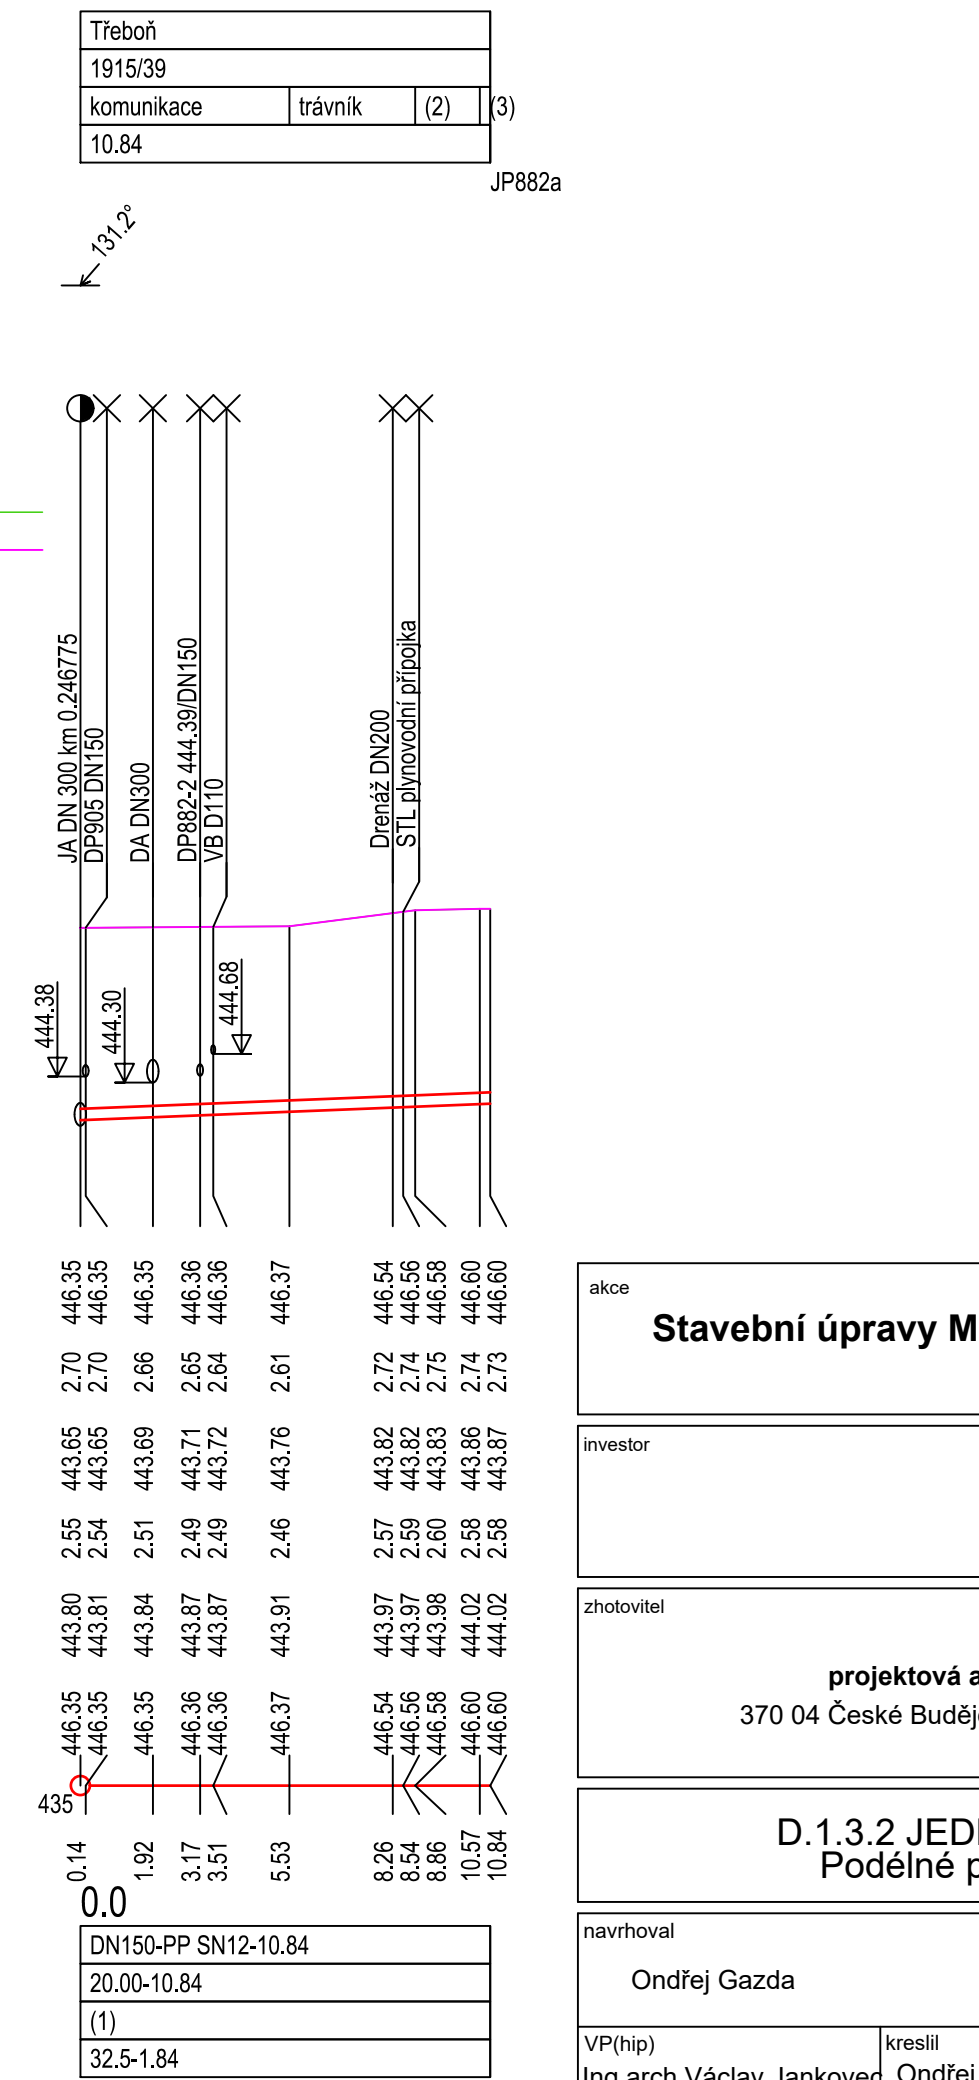 Třeboň
1915/39
komunikace trávník (2) (3)
10.84
JP882a
131.2°
JA DN 300 km 0.246775
DP905 DN150
DA DN300
DP882-2 444.39/DN150
VB D110
Drenáž DN200
STL plynovodní přípojka
444.38
444.30
444.68
446.35 446.35 446.35 446.36 446.36 446.37 446.54 446.56 446.58 446.60 446.60
2.70 2.70 2.66 2.65 2.64 2.61 2.72 2.74 2.75 2.74 2.73
443.65 443.65 443.69 443.71 443.72 443.76 443.82 443.82 443.83 443.86 443.87
2.55 2.54 2.51 2.49 2.49 2.46 2.57 2.59 2.60 2.58 2.58
443.80 443.81 443.84 443.87 443.87 443.91 443.97 443.97 443.98 444.02 444.02
446.35 446.35 446.35 446.36 446.36 446.37 446.54 446.56 446.58 446.60 446.60
435
0.14 1.92 3.17 3.51 5.53 8.26 8.54 8.86 10.57 10.84
0.0
DN150-PP SN12-10.84
20.00-10.84
(1)
32.5-1.84
akce
Stavební úpravy M
investor
zhotovitel
projektová a
370 04 České Buděj
D.1.3.2 JED
Podélné p
navrhoval
Ondřej Gazda
VP(hip) kreslil
Ing.arch.Václav Jankovec Ondřej